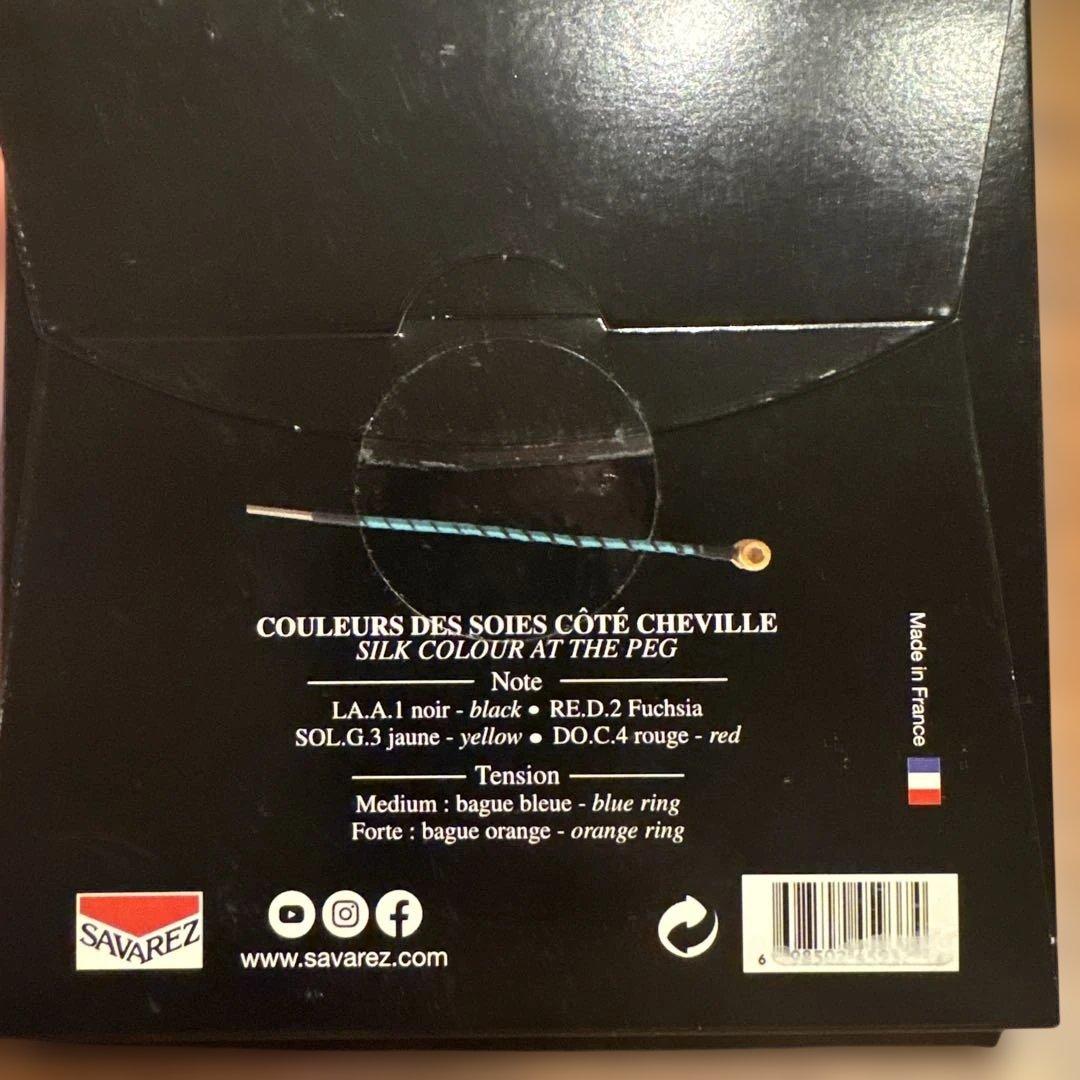 COULEURS DES SOIES CÔTÉ CHEVILLE
SILK COLOUR AT THE PEG
Note
LA.A.1 noir - black • RE.D.2 Fuchsia
SOL.G.3 jaune - yellow • DO.C.4 rouge - red
Tension
Medium : bague bleue - blue ring
Forte : bague orange - orange ring
Made in France
SAVAREZ
www.savarez.com
6